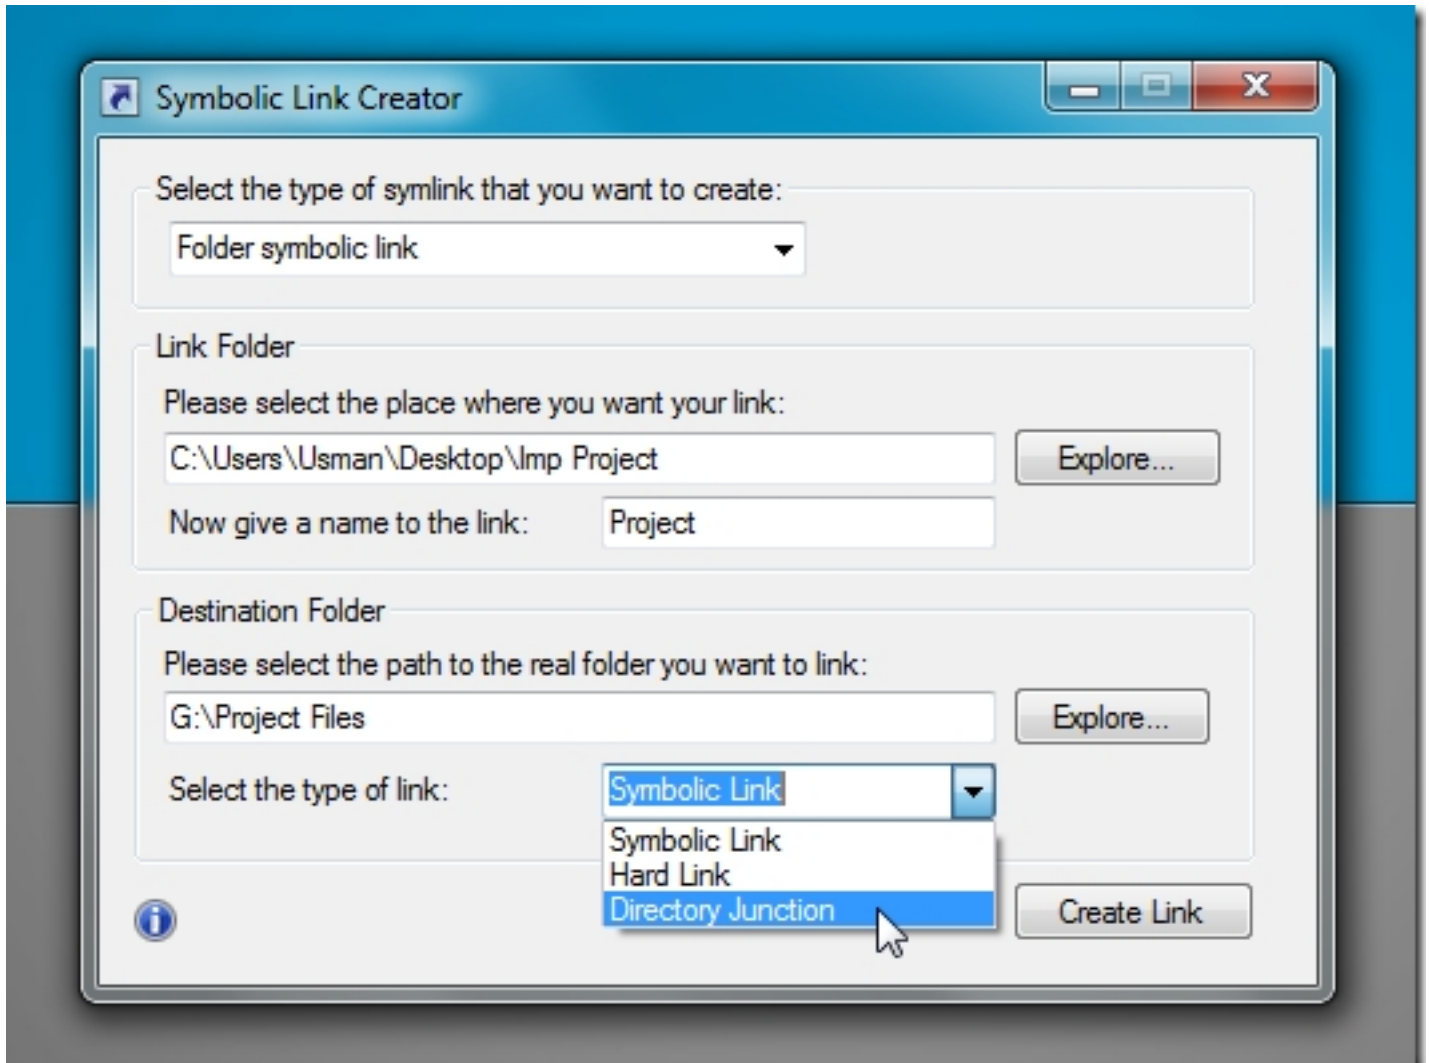 Symbolic Link Creator
Select the type of symlink that you want to create:
Folder symbolic link
Link Folder
Please select the place where you want your link:
C:\Users\Usman\Desktop\Imp Project
Explore...
Now give a name to the link:
Project
Destination Folder
Please select the path to the real folder you want to link:
G:\Project Files
Explore...
Select the type of link:
Symbolic Link
Symbolic Link
Hard Link
Directory Junction
Create Link